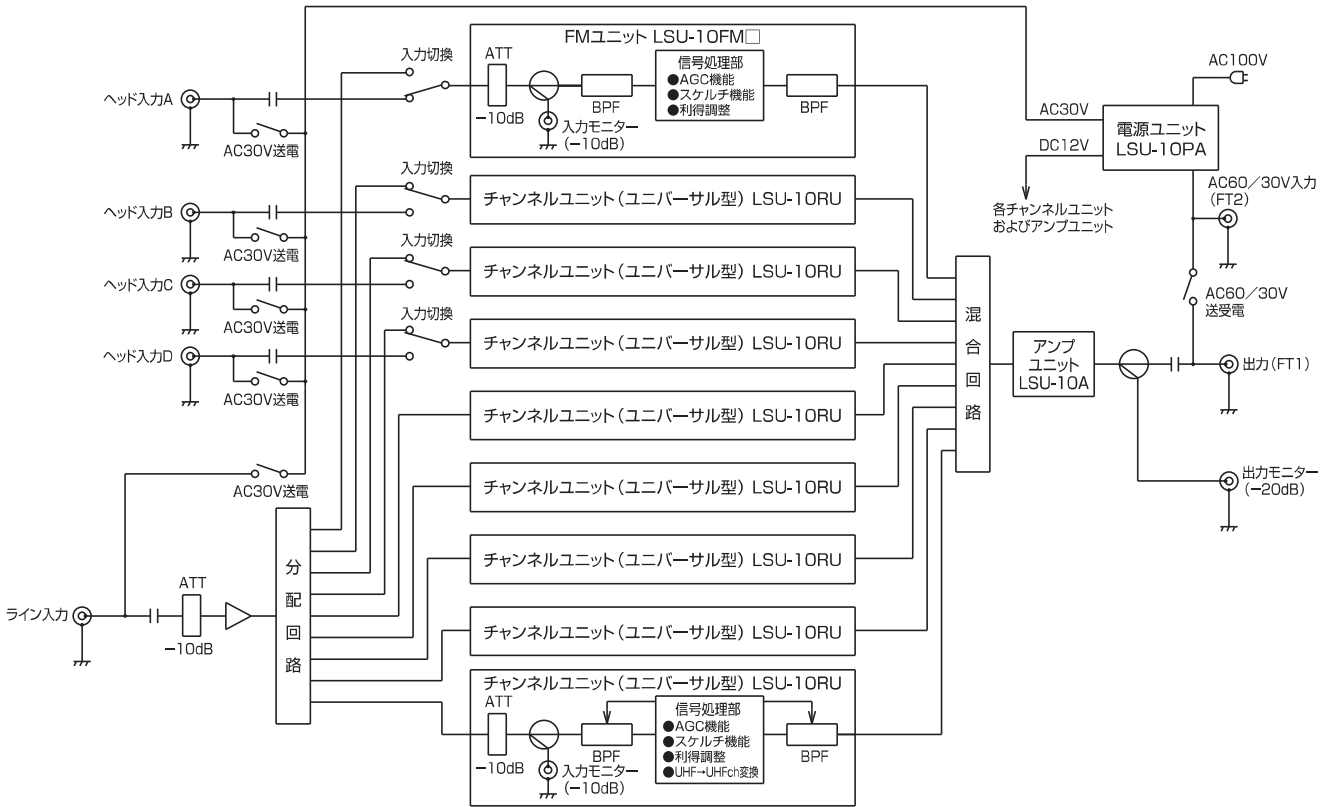 FMユニット LSU-10FM□
ATT
−10dB
BPF
信号処理部
●AGC機能
●スケルチ機能
●利得調整
BPF
入力モニター
(−10dB)
入力切換
ヘッド入力A
AC30V送電
入力切換
チャンネルユニット(ユニバーサル型) LSU-10RU
ヘッド入力B
AC30V送電
入力切換
チャンネルユニット(ユニバーサル型) LSU-10RU
ヘッド入力C
AC30V送電
入力切換
チャンネルユニット(ユニバーサル型) LSU-10RU
ヘッド入力D
AC30V送電
チャンネルユニット(ユニバーサル型) LSU-10RU
チャンネルユニット(ユニバーサル型) LSU-10RU
AC30V送電
チャンネルユニット(ユニバーサル型) LSU-10RU
チャンネルユニット(ユニバーサル型) LSU-10RU
ライン入力
ATT
−10dB
分配回路
チャンネルユニット(ユニバーサル型) LSU-10RU
ATT
−10dB
BPF
信号処理部
●AGC機能
●スケルチ機能
●利得調整
●UHF→UHFch変換
BPF
入力モニター
(−10dB)
混合回路
アンプ
ユニット
LSU-10A
AC100V
AC30V
DC12V
電源ユニット
LSU-10PA
各チャンネルユニット
およびアンプユニット
AC60/30V入力
(FT2)
AC60/30V
送受電
出力(FT1)
出力モニター
(−20dB)